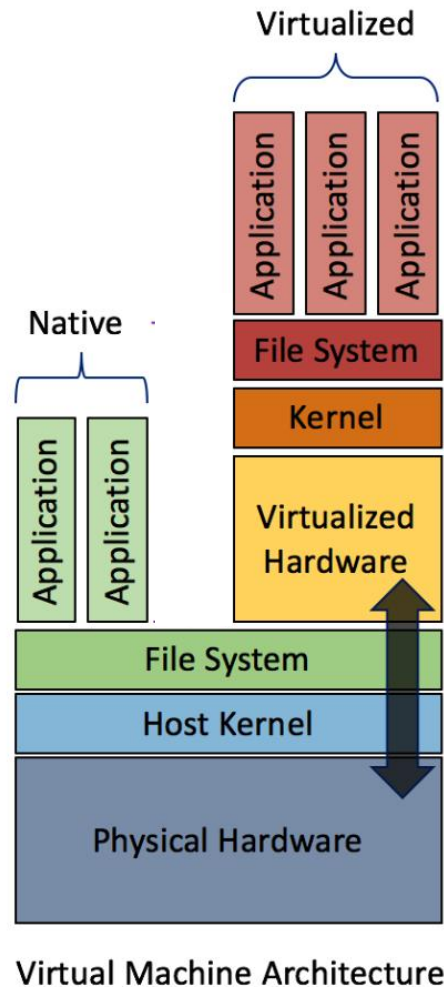 Virtualized
Application
Application
Application
File System
Kernel
Virtualized
Hardware
Native
Application
Application
File System
Host Kernel
Physical Hardware
Virtual Machine Architecture